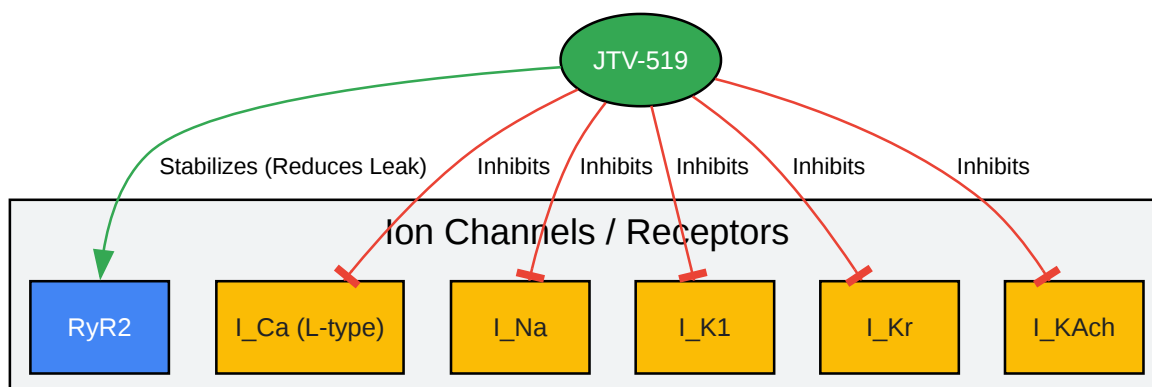 JTV-519
Stabilizes (Reduces Leak)
Inhibits
Inhibits
Inhibits
Inhibits
Inhibits
Ion Channels / Receptors
RyR2
I_Ca (L-type)
I_Na
I_K1
I_Kr
I_KAch